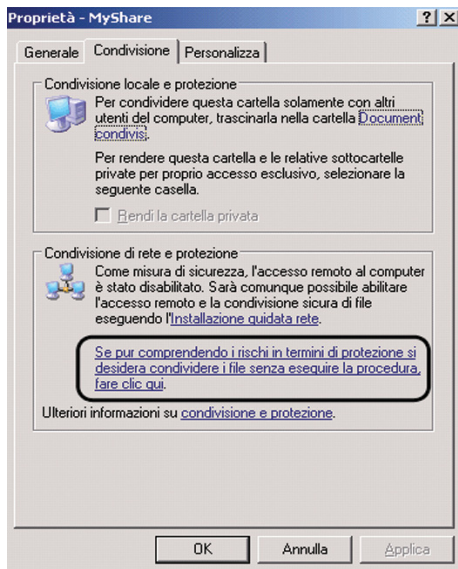 Proprietà - MyShare
Generale
Condivisione
Personalizza
Condivisione locale e protezione
Per condividere questa cartella solamente con altri
utenti del computer, trascinarla nella cartella Document
condivis.
Per rendere questa cartella e le relative sottocartelle
private per proprio accesso esclusivo, selezionare la
seguente casella.
Rendi la cartella privata
Condivisione di rete e protezione
Come misura di sicurezza, l'accesso remoto al computer
è stato disabilitato. Sarà comunque possibile abilitare
l'accesso remoto e la condivisione sicura di file
eseguendo l'Installazione guidata rete.
Se pur comprendendo i rischi in termini di protezione si
desidera condividere i file senza eseguire la procedura,
fare clic qui.
Ulteriori informazioni su condivisione e protezione.
OK
Annulla
Applica